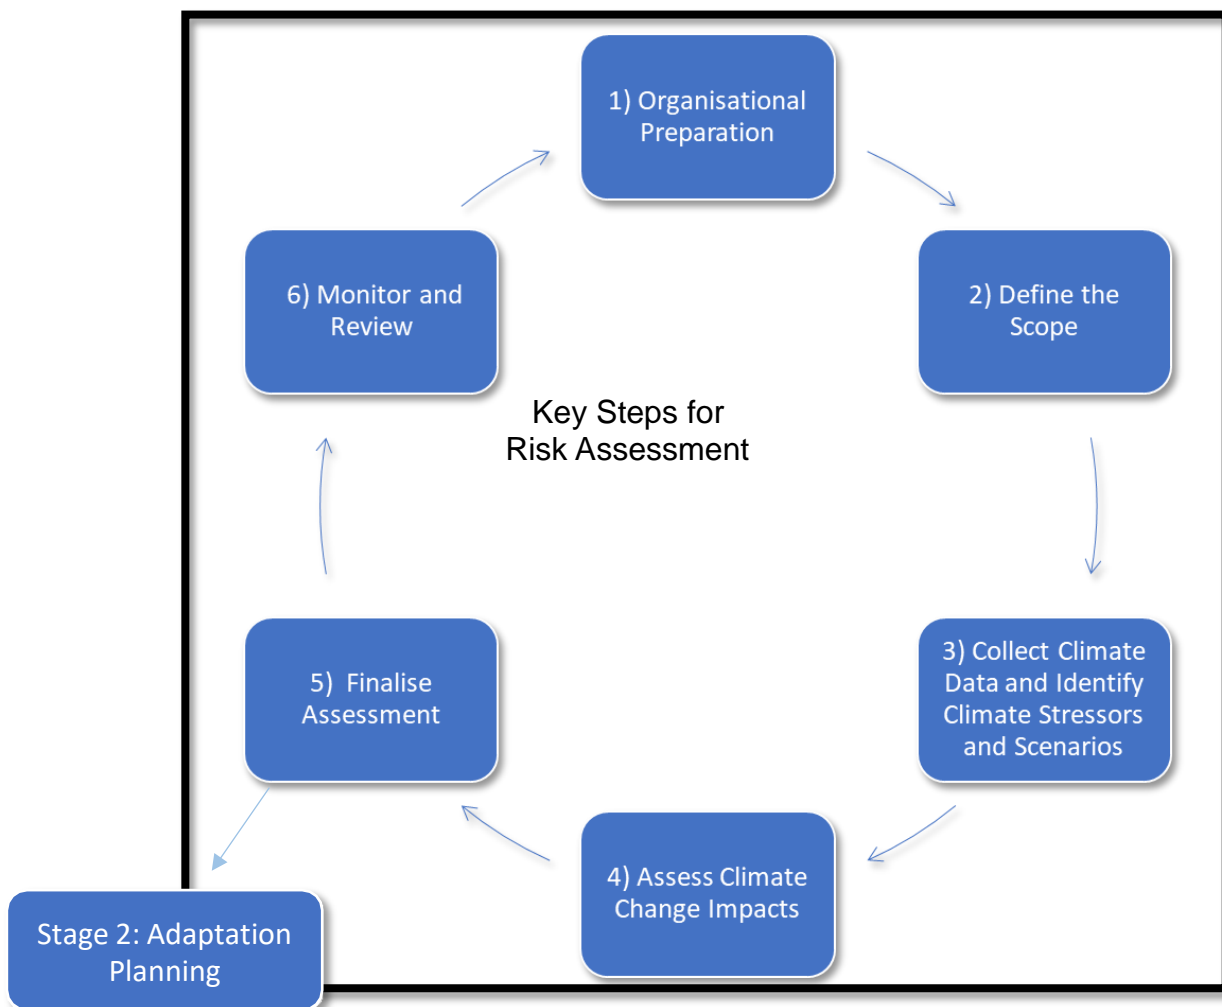 1) Organisational
Preparation
2) Define the
Scope
3) Collect Climate
Data and Identify
Climate Stressors
and Scenarios
4) Assess Climate
Change Impacts
5) Finalise
Assessment
6) Monitor and
Review
Key Steps for
Risk Assessment
Stage 2: Adaptation
Planning